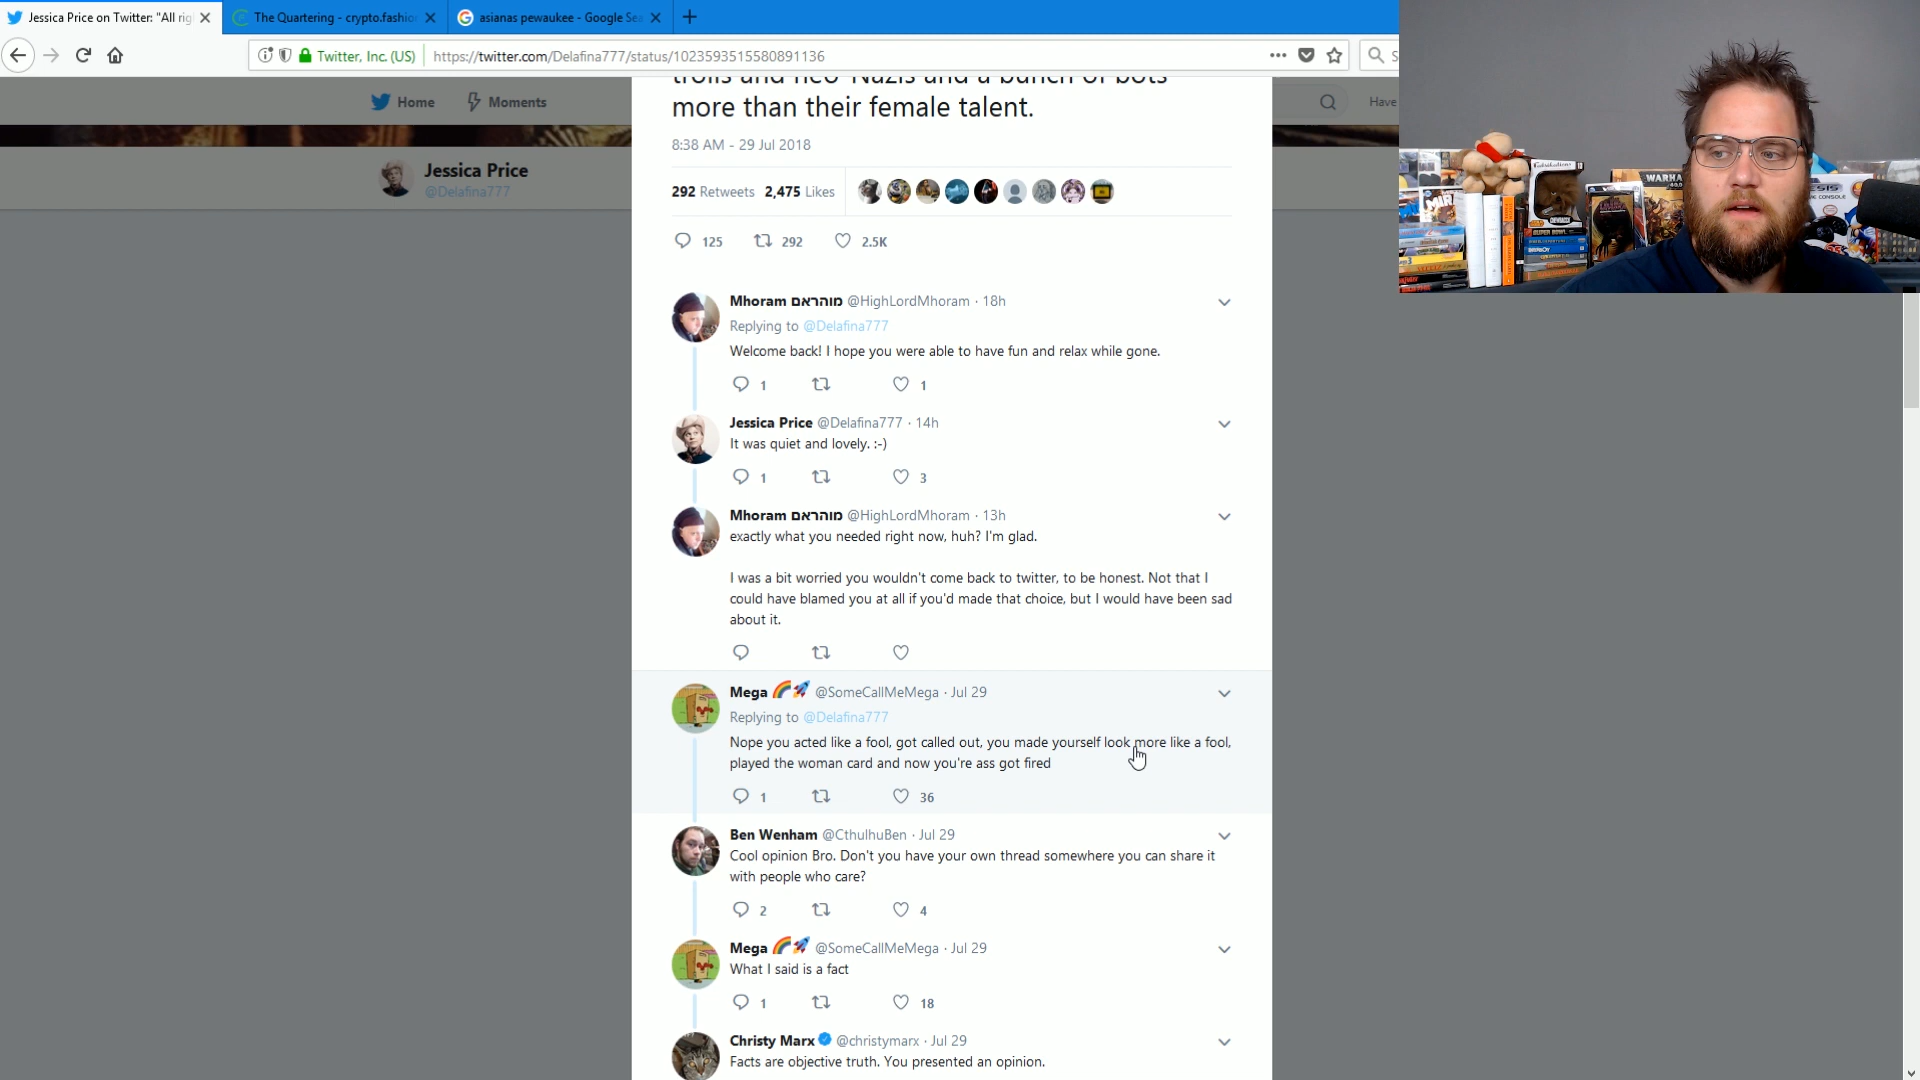 Jessica Price on Twitter: "All rig
The Quartering - crypto.fashio
asianas pewaukee - Google Sea
Twitter, Inc. (US)
https://twitter.com/Delafina777/status/1023593515580891136
S
Home
Moments
Have
Jessica Price
@Delafina777
trolls and neo-Nazis and a bunch of bots
more than their female talent.
8:38 AM - 29 Jul 2018
292 Retweets 2,475 Likes
125 292 2.5K
Mhoram מוהראם @HighLordMhoram · 18h
Replying to @Delafina777
Welcome back! I hope you were able to have fun and relax while gone.
1 1
Jessica Price @Delafina777 · 14h
It was quiet and lovely. :-)
1 3
Mhoram מוהראם @HighLordMhoram · 13h
exactly what you needed right now, huh? I'm glad.
I was a bit worried you wouldn't come back to twitter, to be honest. Not that I
could have blamed you at all if you'd made that choice, but I would have been sad
about it.
Mega 🌈🚀 @SomeCallMeMega · Jul 29
Replying to @Delafina777
Nope you acted like a fool, got called out, you made yourself look more like a fool,
played the woman card and now you're ass got fired
1 36
Ben Wenham @CthulhuBen · Jul 29
Cool opinion Bro. Don't you have your own thread somewhere you can share it
with people who care?
2 4
Mega 🌈🚀 @SomeCallMeMega · Jul 29
What I said is a fact
1 18
Christy Marx @christymarx · Jul 29
Facts are objective truth. You presented an opinion.
WARHA
SUPER BOWL